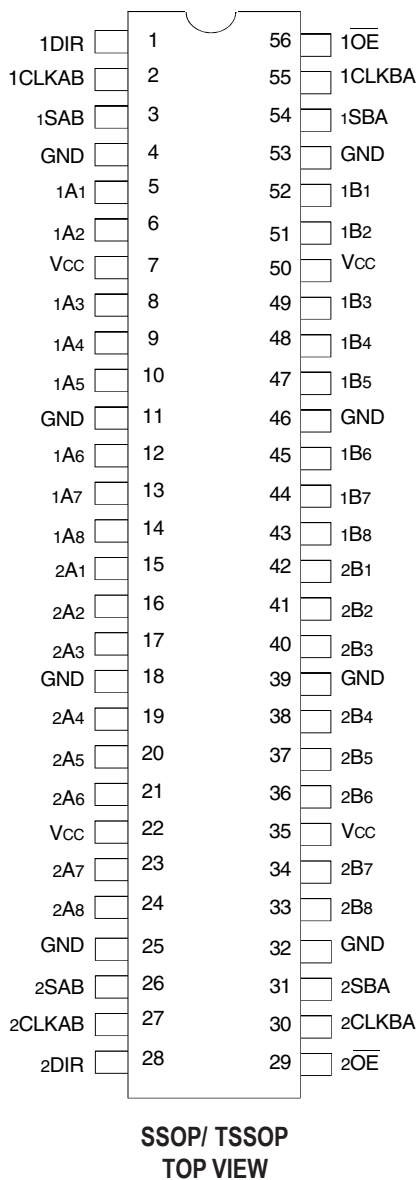 1DIR 1 56 1OE
1CLKAB 2 55 1CLKBA
1SAB 3 54 1SBA
GND 4 53 GND
1A1 5 52 1B1
1A2 6 51 1B2
VCC 7 50 VCC
1A3 8 49 1B3
1A4 9 48 1B4
1A5 10 47 1B5
GND 11 46 GND
1A6 12 45 1B6
1A7 13 44 1B7
1A8 14 43 1B8
2A1 15 42 2B1
2A2 16 41 2B2
2A3 17 40 2B3
GND 18 39 GND
2A4 19 38 2B4
2A5 20 37 2B5
2A6 21 36 2B6
VCC 22 35 VCC
2A7 23 34 2B7
2A8 24 33 2B8
GND 25 32 GND
2SAB 26 31 2SBA
2CLKAB 27 30 2CLKBA
2DIR 28 29 2OE
SSOP/ TSSOP
TOP VIEW